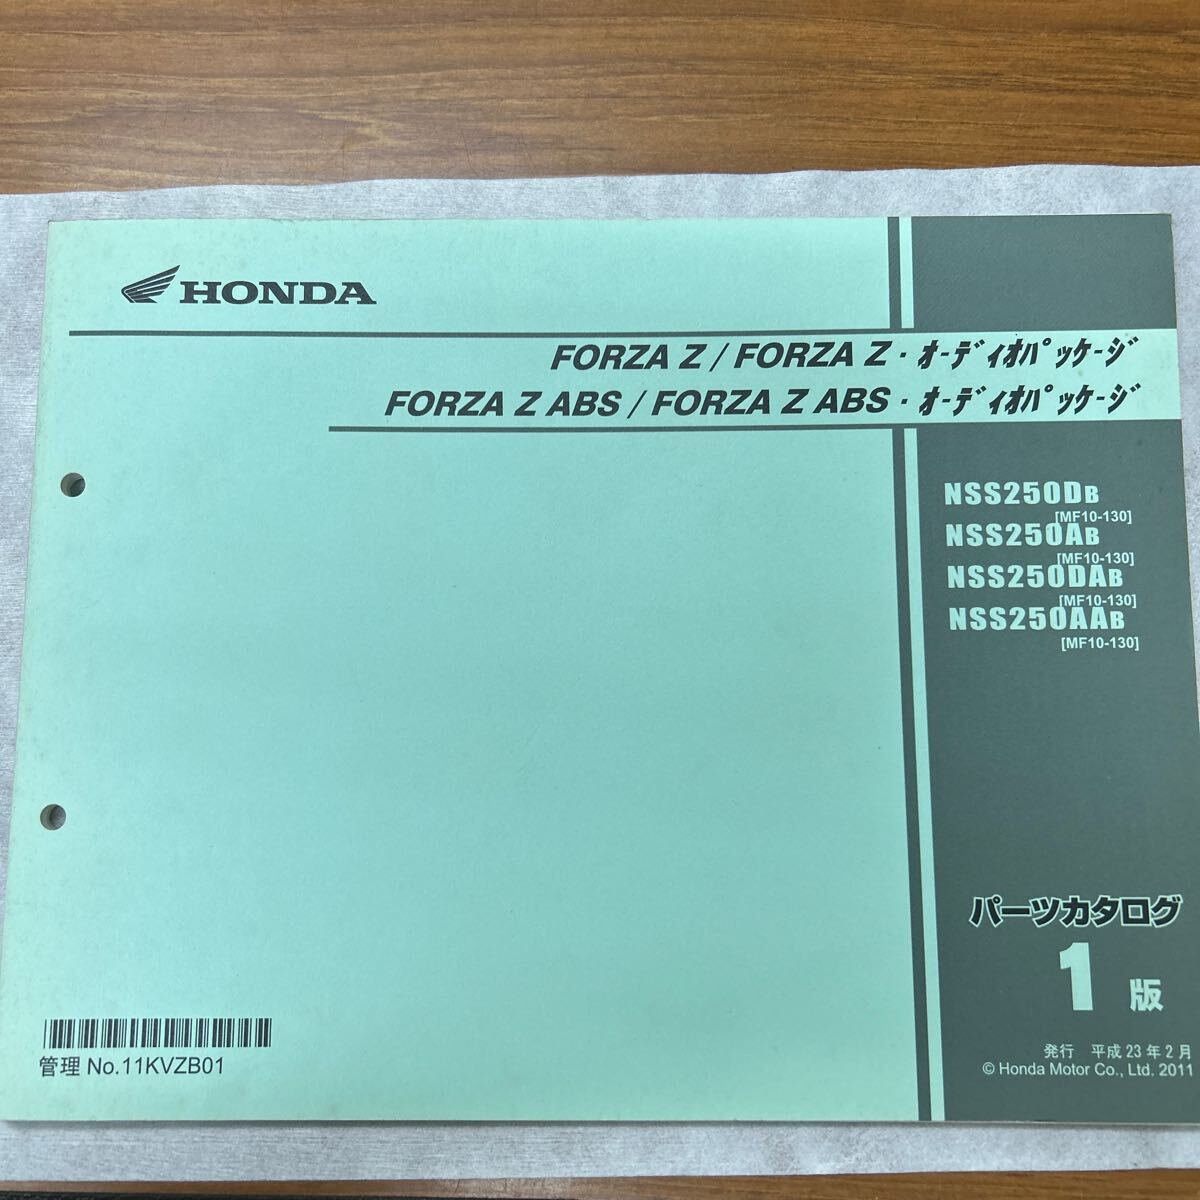 HONDA
FORZA Z / FORZA Z・ｵｰﾃﾞｨｵﾊﾟｯｹｰｼﾞ
FORZA Z ABS / FORZA Z ABS・ｵｰﾃﾞｨｵﾊﾟｯｹｰｼﾞ
NSS250DB
[MF10-130]
NSS250AB
[MF10-130]
NSS250DAB
[MF10-130]
NSS250AAB
[MF10-130]
パーツカタログ
1版
発行 平成23年2月
© Honda Motor Co., Ltd. 2011
管理 No.11KVZB01